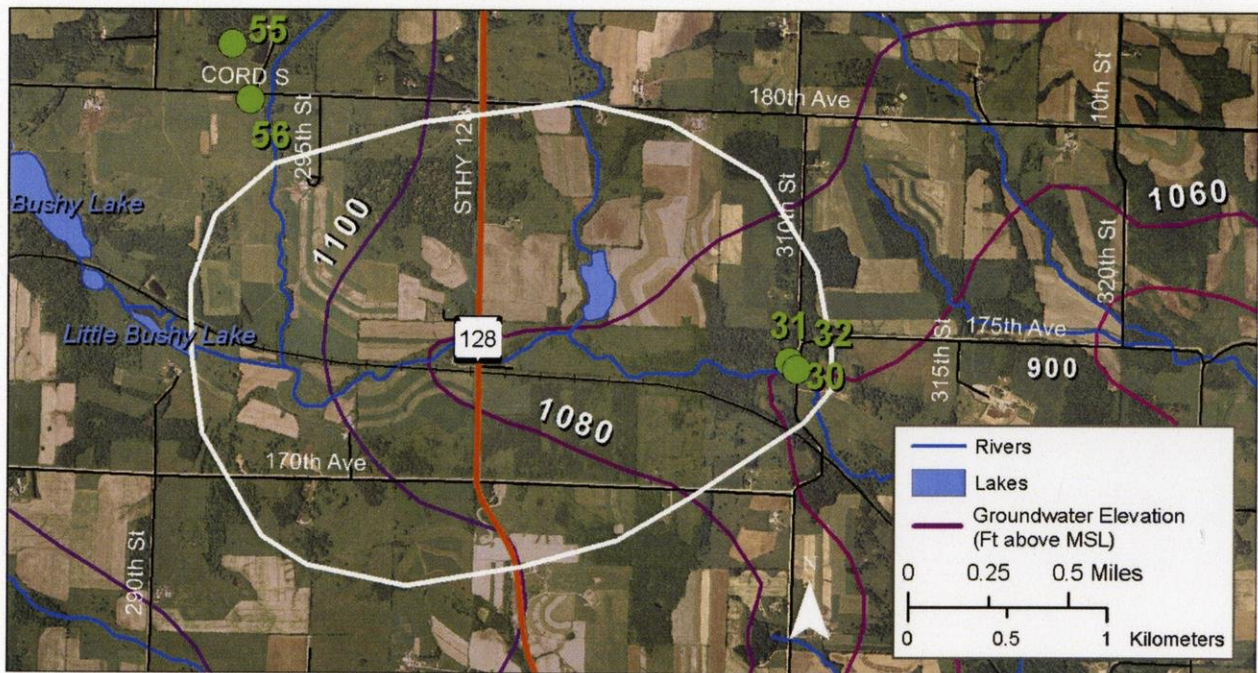 55
CORD S
56
295th St
STHY 128
180th Ave
10th St
Bushy Lake
1100
310th St
1060
320th St
Little Bushy Lake
128
31
32
30
175th Ave
315th St
900
1080
170th Ave
290th St
Rivers
Lakes
Groundwater Elevation
(Ft above MSL)
0 0.25 0.5 Miles
0 0.5 1 Kilometers